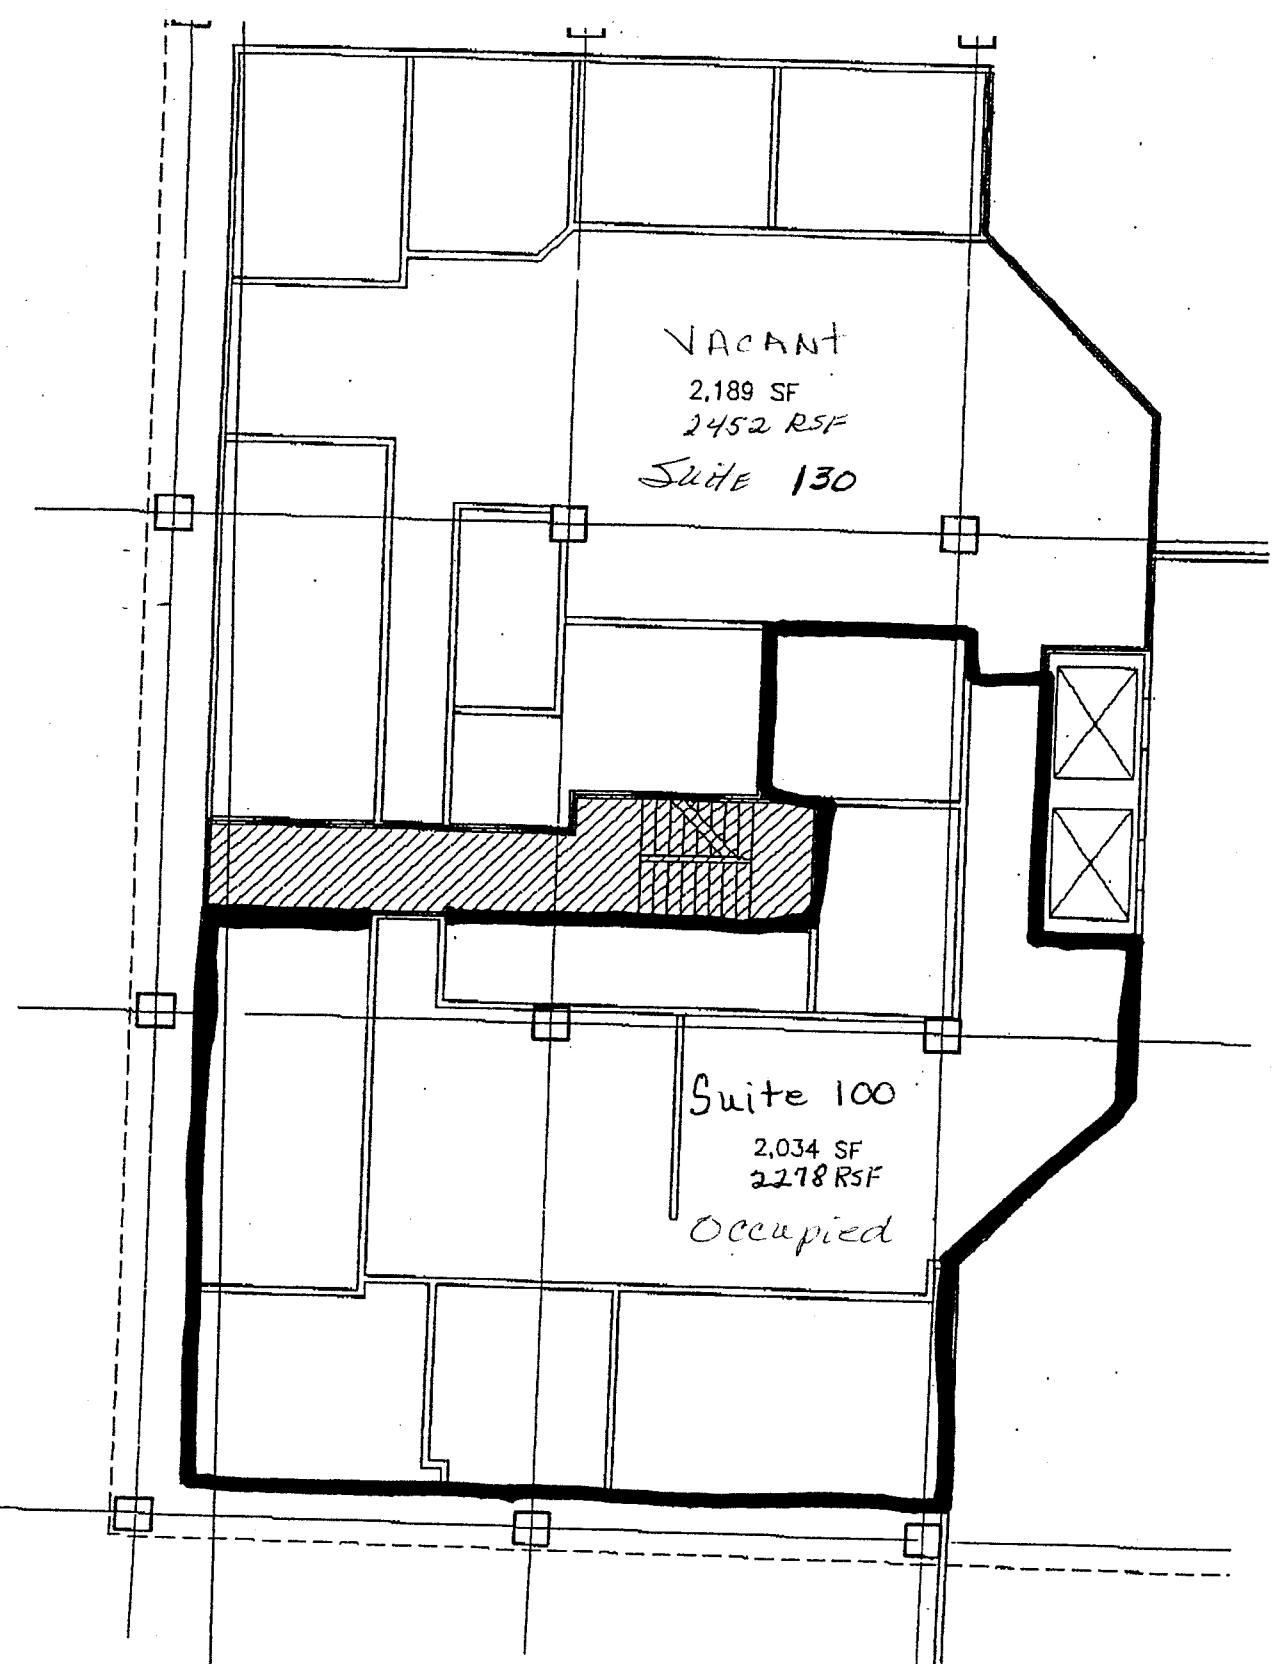 VACANT
2,189 SF
2452 RSF
Suite 130
Suite 100
2,034 SF
2278 RSF
Occupied